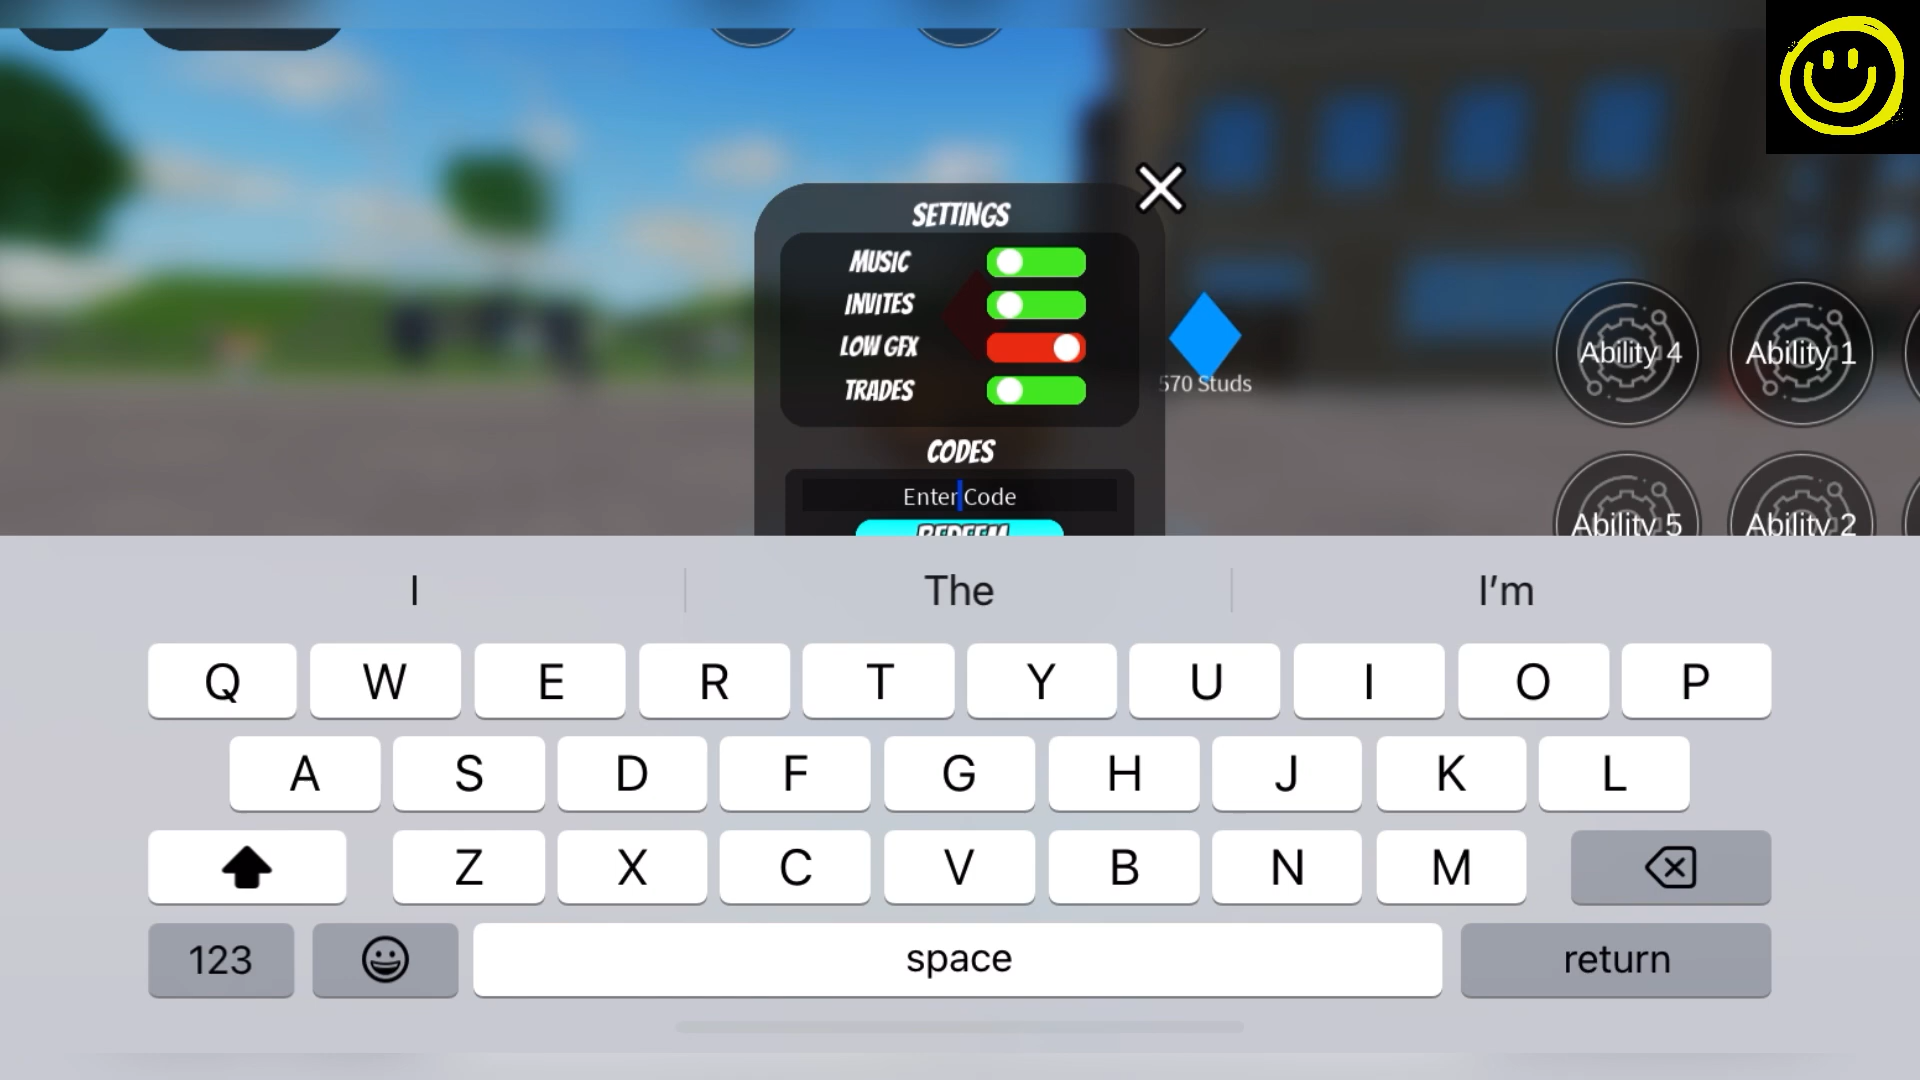 SETTINGS
MUSIC
INVITES
LOW GFX
TRADES
570 Studs
CODES
Enter Code
REDEEM
Ability 4
Ability 1
Ability 5
Ability 2
I
The
I'm
Q W E R T Y U I O P
A S D F G H J K L
Z X C V B N M
123
space
return